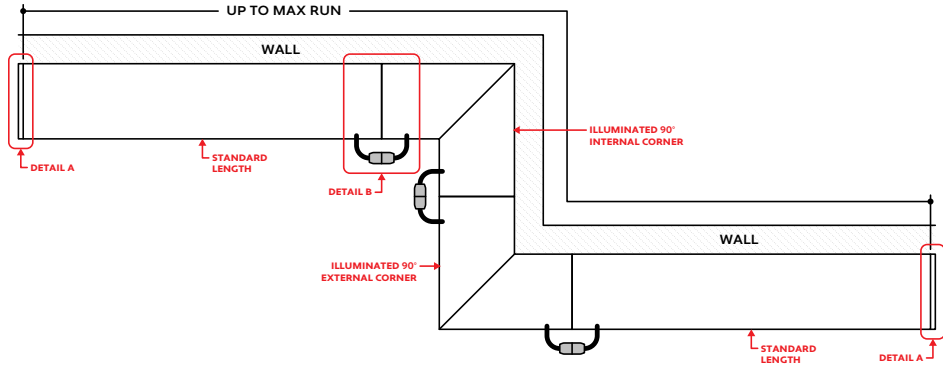 UP TO MAX RUN
WALL
ILLUMINATED 90°
INTERNAL CORNER
STANDARD
LENGTH
DETAIL A
DETAIL B
WALL
ILLUMINATED 90°
EXTERNAL CORNER
STANDARD
LENGTH
DETAIL A